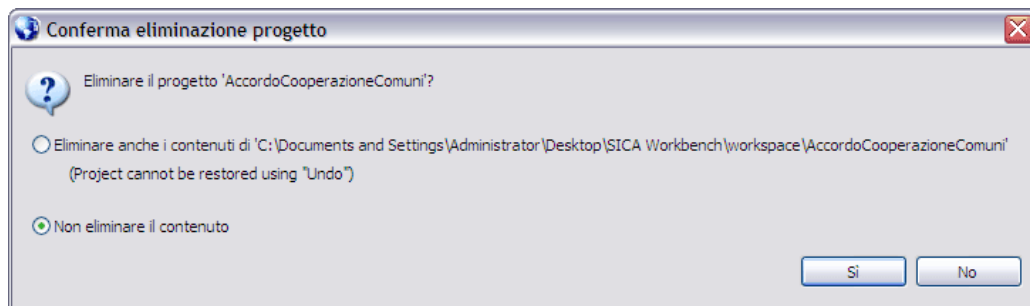 Conferma eliminazione progetto
Eliminare il progetto 'AccordoCooperazioneComuni'?
Eliminare anche i contenuti di 'C:\Documents and Settings\Administrator\Desktop\SICA Workbench\workspace\AccordoCooperazioneComuni'
(Project cannot be restored using "Undo")
Non eliminare il contenuto
Sì
No